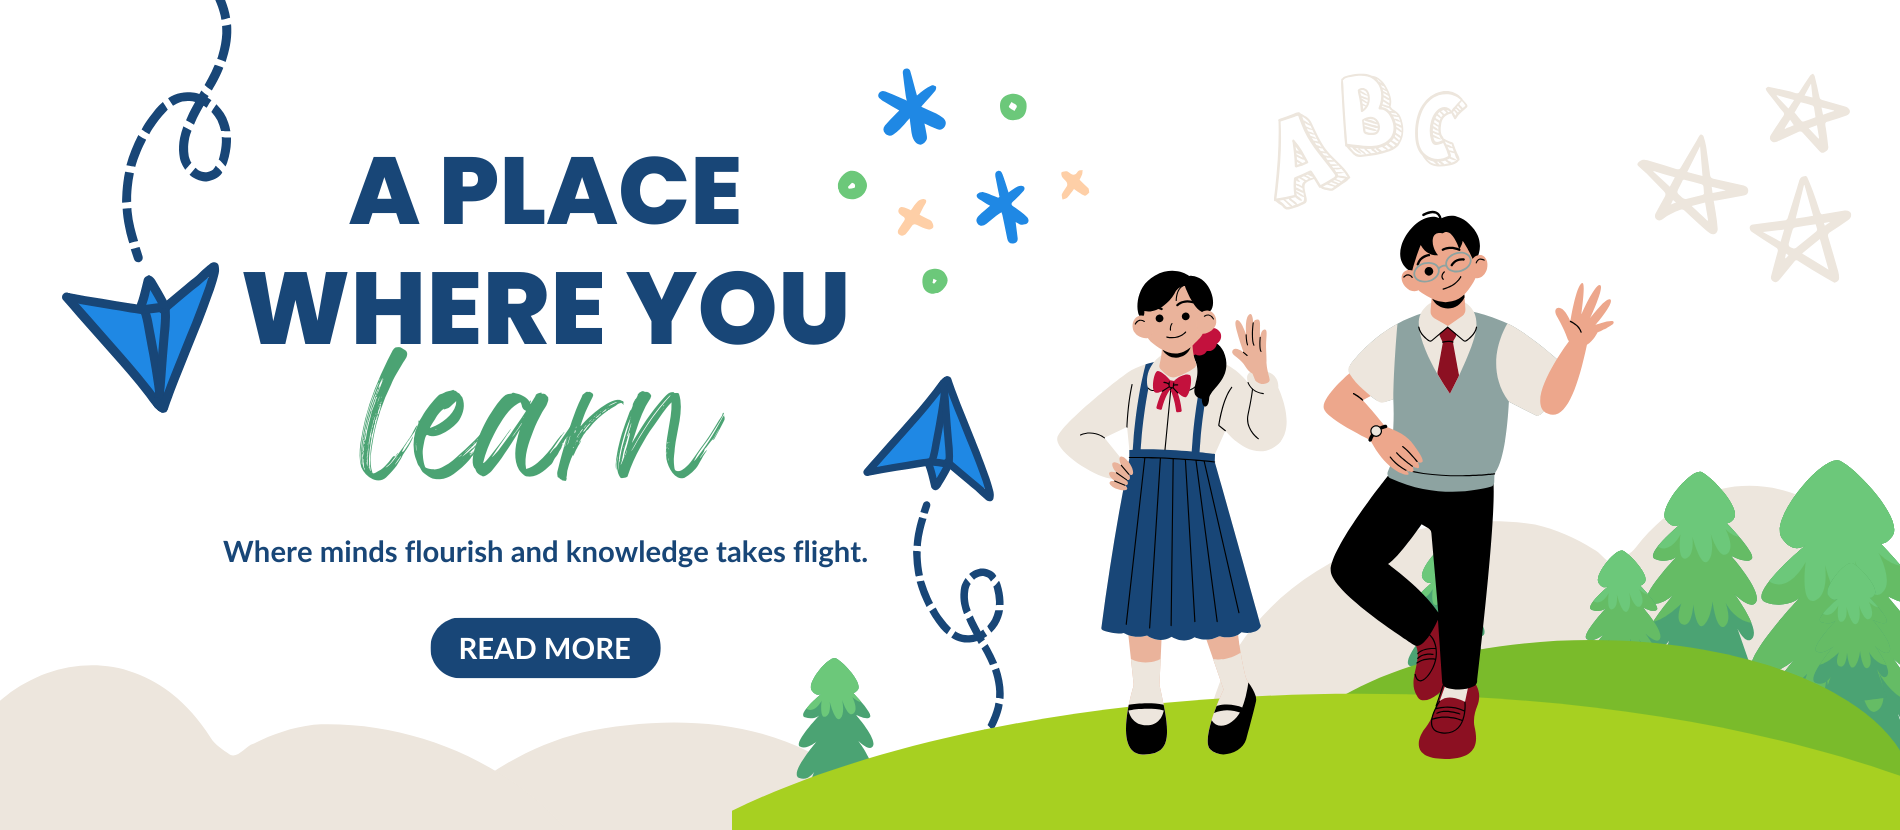 A PLACE
WHERE YOU
learn
Where minds flourish and knowledge takes flight.
READ MORE
ABC